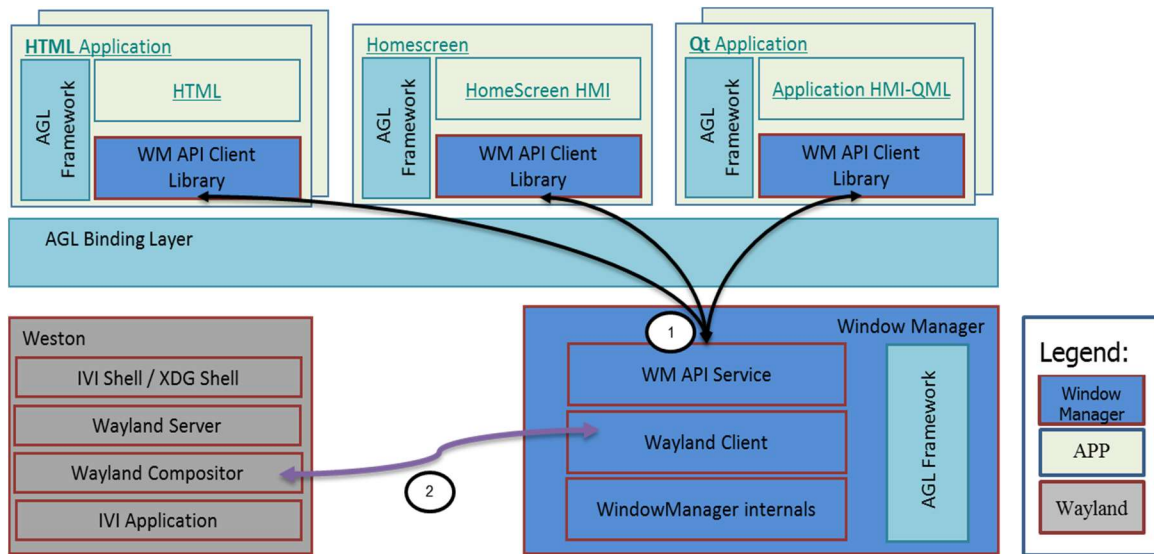 HTML Application
AGL
Framework
HTML
WM API Client
Library
Homescreen
HomeScreen HMI
WM API Client
Library
Qt Application
AGL
Framework
Application HMI-QML
WM API Client
Library
AGL Binding Layer
Weston
IVI Shell / XDG Shell
Wayland Server
Wayland Compositor
IVI Application
1
2
Window Manager
WM API Service
Wayland Client
WindowManager internals
AGL Framework
Legend:
Window
Manager
APP
Wayland